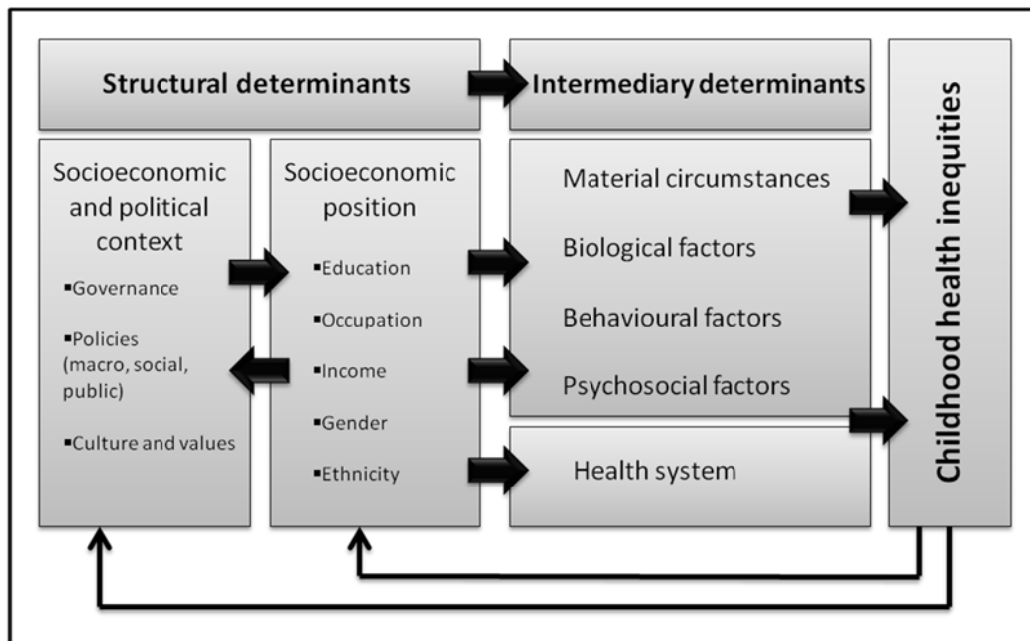 Structural determinants
Intermediary determinants
Socioeconomic
and political
context
▪Governance
▪Policies
(macro, social,
public)
▪Culture and values
Socioeconomic
position
▪Education
▪Occupation
▪Income
▪Gender
▪Ethnicity
Material circumstances
Biological factors
Behavioural factors
Psychosocial factors
Health system
Childhood health inequities